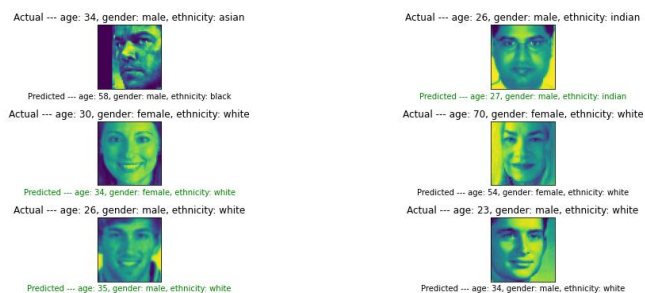 Actual --- age: 34, gender: male, ethnicity: asian
Predicted --- age: 58, gender: male, ethnicity: black
Actual --- age: 26, gender: male, ethnicity: indian
Predicted --- age: 27, gender: male, ethnicity: indian
Actual --- age: 30, gender: female, ethnicity: white
Predicted --- age: 34, gender: female, ethnicity: white
Actual --- age: 70, gender: female, ethnicity: white
Predicted --- age: 54, gender: female, ethnicity: white
Actual --- age: 26, gender: male, ethnicity: white
Predicted --- age: 35, gender: male, ethnicity: white
Actual --- age: 23, gender: male, ethnicity: white
Predicted --- age: 34, gender: male, ethnicity: white